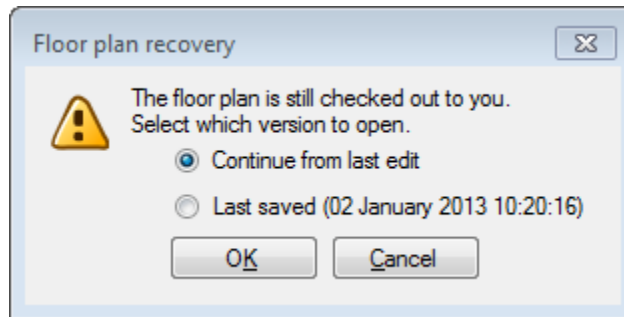 Floor plan recovery
The floor plan is still checked out to you.
Select which version to open.
Continue from last edit
Last saved (02 January 2013 10:20:16)
OK
Cancel